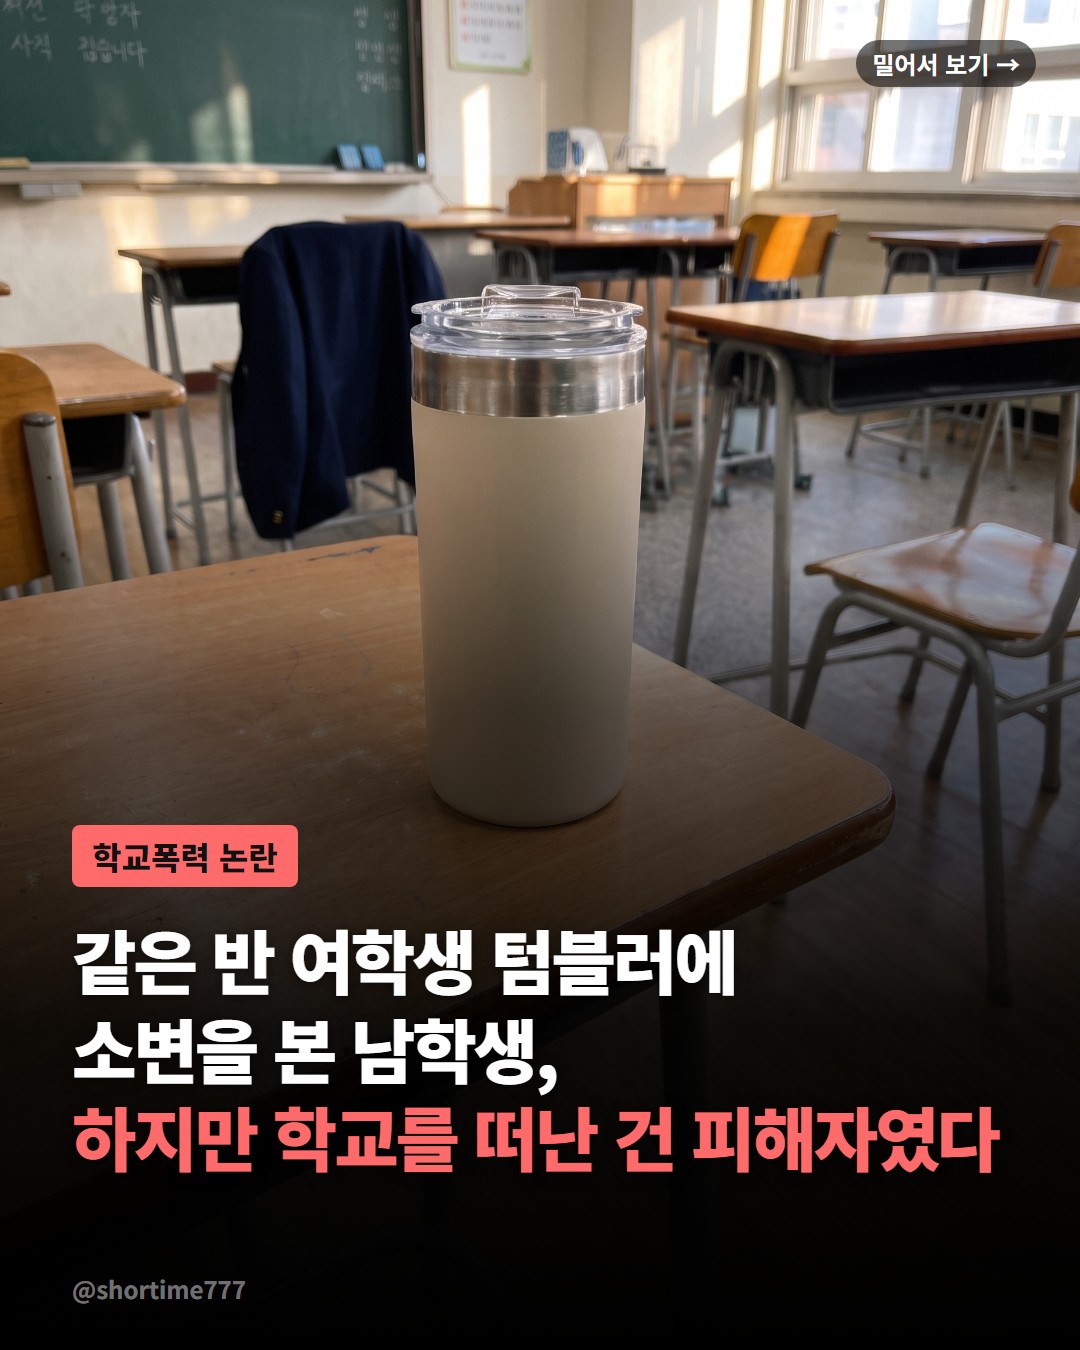 밀어서 보기 →
학교폭력 논란
같은 반 여학생 텀블러에
소변을 본 남학생,
하지만 학교를 떠난 건 피해자였다
@shortime777